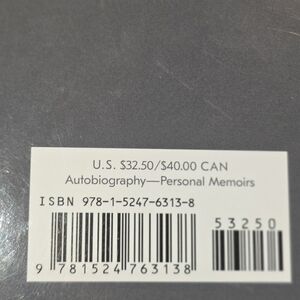 U.S. $32.50/$40.00 CAN
Autobiography—Personal Memoirs
ISBN 978-1-5247-6313-8
53250
9 781524 763138